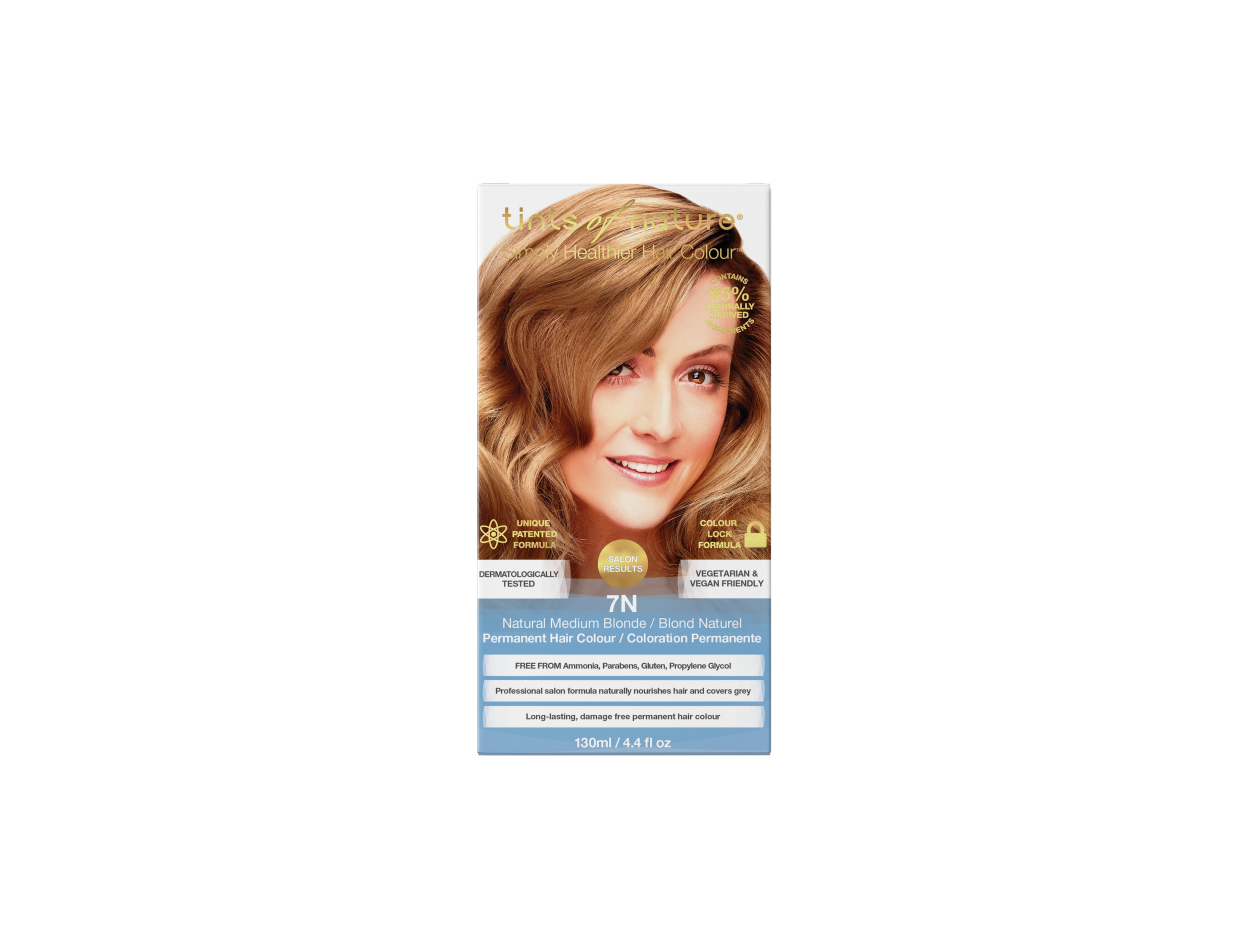 tints of nature®
Simply Healthier Hair Colour™
CONTAINS
% 
NATURALLY
DERIVED
INGREDIENTS
UNIQUE
PATENTED
FORMULA
COLOUR
LOCK
FORMULA
SALON
RESULTS
DERMATOLOGICALLY
TESTED
VEGETARIAN &
VEGAN FRIENDLY
7N
Natural Medium Blonde / Blond Naturel
Permanent Hair Colour / Coloration Permanente
FREE FROM Ammonia, Parabens, Gluten, Propylene Glycol
Professional salon formula naturally nourishes hair and covers grey
Long-lasting, damage free permanent hair colour
130ml / 4.4 fl oz